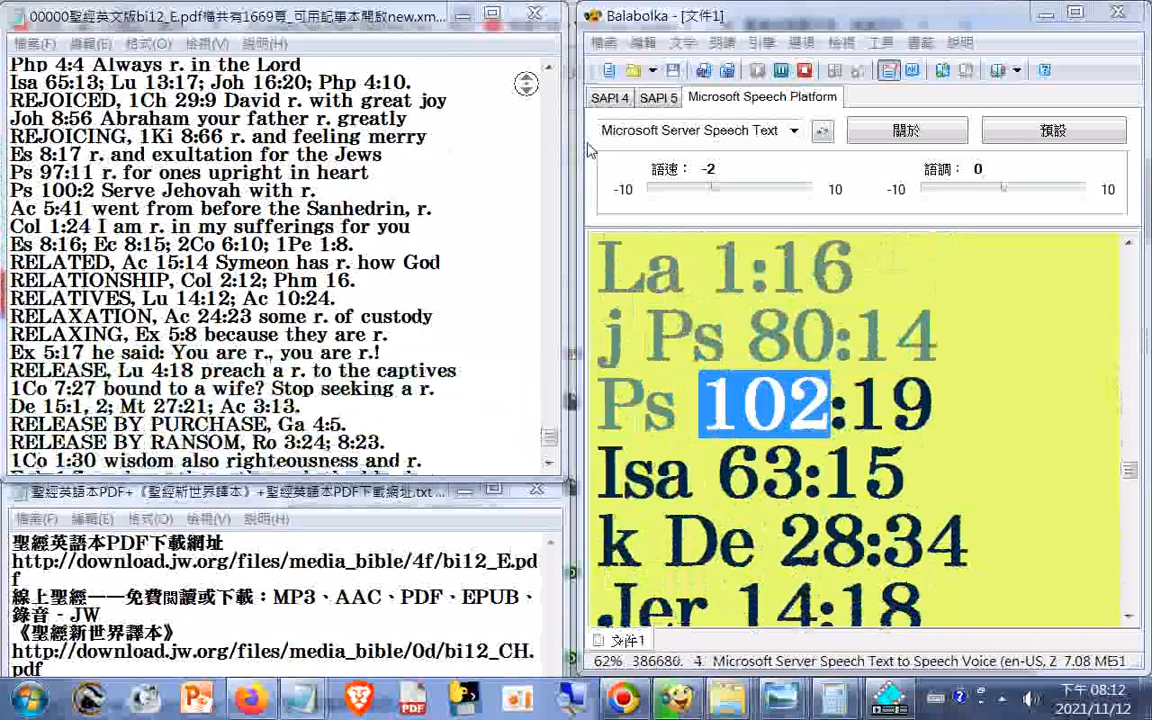 00000聖經英文版bi12_E.pdf檔共有1669頁_可用記事本開啟new.xm...
檔案(F) 編輯(E) 格式(O) 檢視(V) 說明(H)
Php 4:4 Always r. in the Lord
Isa 65:13; Lu 13:17; Joh 16:20; Php 4:10.
REJOICED, 1Ch 29:9 David r. with great joy
Joh 8:56 Abraham your father r. greatly
REJOICING, 1Ki 8:66 r. and feeling merry
Es 8:17 r. and exultation for the Jews
Ps 97:11 r. for ones upright in heart
Ps 100:2 Serve Jehovah with r.
Ac 5:41 went from before the Sanhedrin, r.
Col 1:24 I am r. in my sufferings for you
Es 8:16; Ec 8:15; 2Co 6:10; 1Pe 1:8.
RELATED, Ac 15:14 Symeon has r. how God
RELATIONSHIP, Col 2:12; Phm 16.
RELATIVES, Lu 14:12; Ac 10:24.
RELAXATION, Ac 24:23 some r. of custody
RELAXING, Ex 5:8 because they are r.
Ex 5:17 he said: You are r., you are r.!
RELEASE, Lu 4:18 preach a r. to the captives
1Co 7:27 bound to a wife? Stop seeking a r.
De 15:1, 2; Mt 27:21; Ac 3:13.
RELEASE BY PURCHASE, Ga 4:5.
RELEASE BY RANSOM, Ro 3:24; 8:23.
1Co 1:30 wisdom also righteousness and r.
聖經英語本PDF+《聖經新世界譯本》+聖經英語本PDF下載網址.txt ...
檔案(F) 編輯(E) 格式(O) 檢視(V) 說明(H)
聖經英語本PDF下載網址
http://download.jw.org/files/media_bible/4f/bi12_E.pd
f
線上聖經——免費閱讀或下載：MP3、AAC、PDF、EPUB、
錄音 - JW
《聖經新世界譯本》
http://download.jw.org/files/media_bible/0d/bi12_CH.
pdf
Balabolka - [文件1]
檔案 編輯 文字 朗讀 引擎 選項 檢視 工具 書籤 說明
SAPI 4 SAPI 5 Microsoft Speech Platform
Microsoft Server Speech Text 關於 預設
語速： -2 語調： 0
-10 10 -10 10
La 1:16
j Ps 80:14
Ps 102:19
Isa 63:15
k De 28:34
Jer 14:18
文件1
62% 386680. 4 Microsoft Server Speech Text to Speech Voice (en-US, Z 7.08 ME51
下午 08:12
2021/11/12